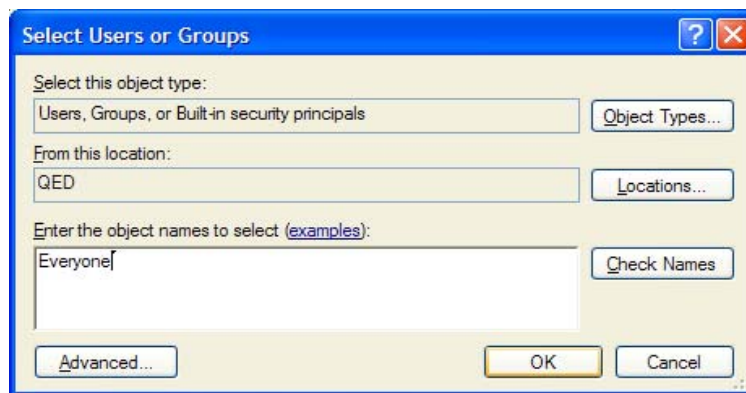 Select Users or Groups
Select this object type:
Users, Groups, or Built-in security principals
Object Types...
From this location:
QED
Locations...
Enter the object names to select (examples):
Everyone
Check Names
Advanced...
OK
Cancel